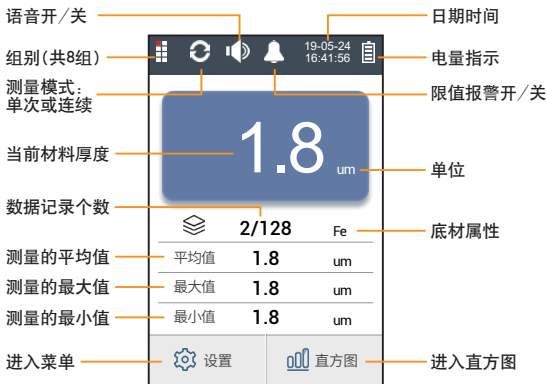 语音开/关
日期时间
组别(共8组)
19-05-24
16:41:56
电量指示
测量模式:
单次或连续
限值报警开/关
当前材料厚度
1.8
um
单位
数据记录个数
2/128
Fe
底材属性
测量的平均值
平均值
1.8
um
测量的最大值
最大值
1.8
um
测量的最小值
最小值
1.8
um
进入菜单
设置
直方图
进入直方图